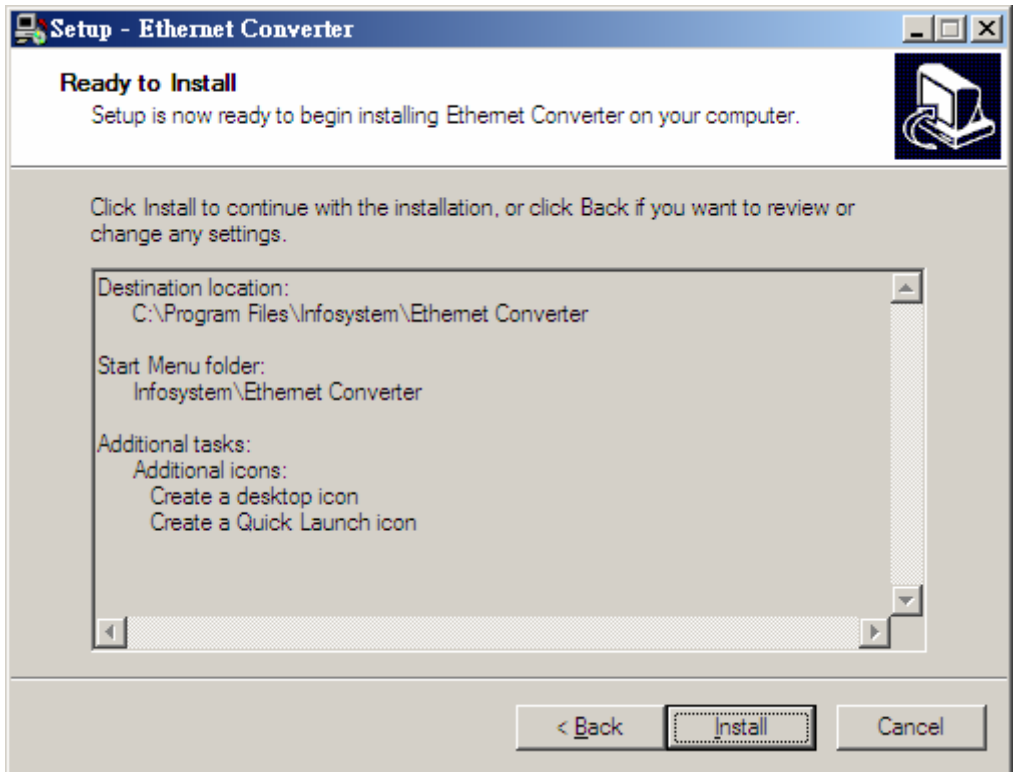 Setup - Ethernet Converter
Ready to Install
Setup is now ready to begin installing Ethernet Converter on your computer.
Click Install to continue with the installation, or click Back if you want to review or
change any settings.
Destination location:
C:\Program Files\Infosystem\Ethernet Converter
Start Menu folder:
Infosystem\Ethernet Converter
Additional tasks:
Additional icons:
Create a desktop icon
Create a Quick Launch icon
< Back
Install
Cancel